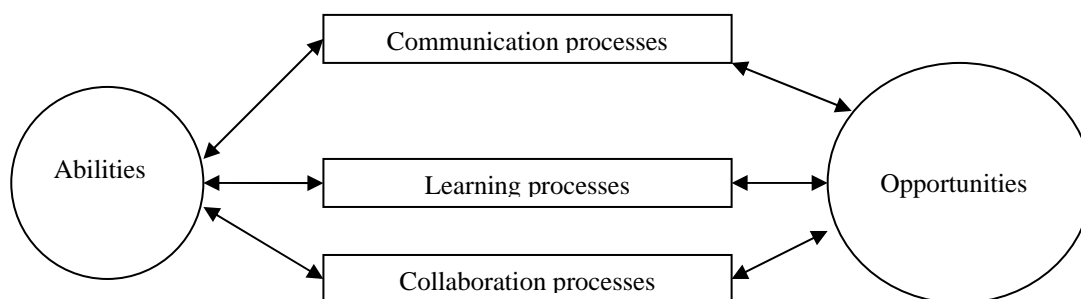 Communication processes
Abilities
Learning processes
Opportunities
Collaboration processes